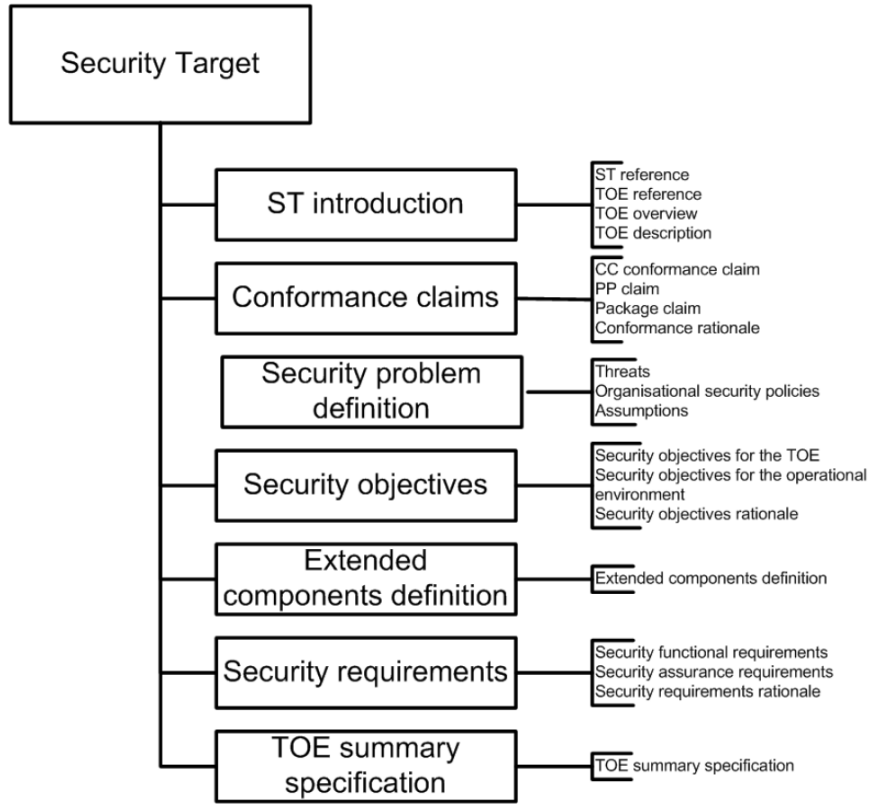 Security Target
ST introduction
ST reference
TOE reference
TOE overview
TOE description
Conformance claims
CC conformance claim
PP claim
Package claim
Conformance rationale
Security problem
definition
Threats
Organisational security policies
Assumptions
Security objectives
Security objectives for the TOE
Security objectives for the operational
environment
Security objectives rationale
Extended
components definition
Extended components definition
Security requirements
Security functional requirements
Security assurance requirements
Security requirements rationale
TOE summary
specification
TOE summary specification